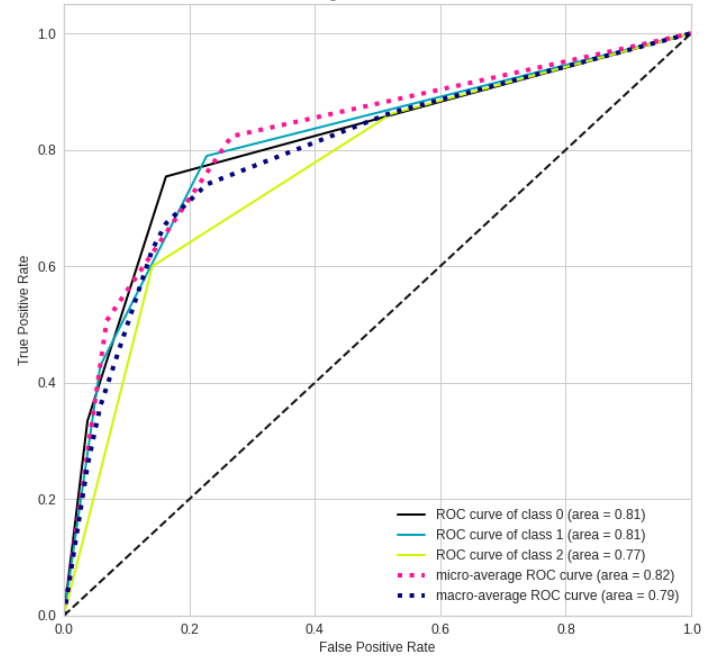 1.0
0.8
0.6
0.4
0.2
0.0
True Positive Rate
ROC curve of class 0 (area = 0.81)
ROC curve of class 1 (area = 0.81)
ROC curve of class 2 (area = 0.77)
micro-average ROC curve (area = 0.82)
macro-average ROC curve (area = 0.79)
0.0 0.2 0.4 0.6 0.8 1.0
False Positive Rate